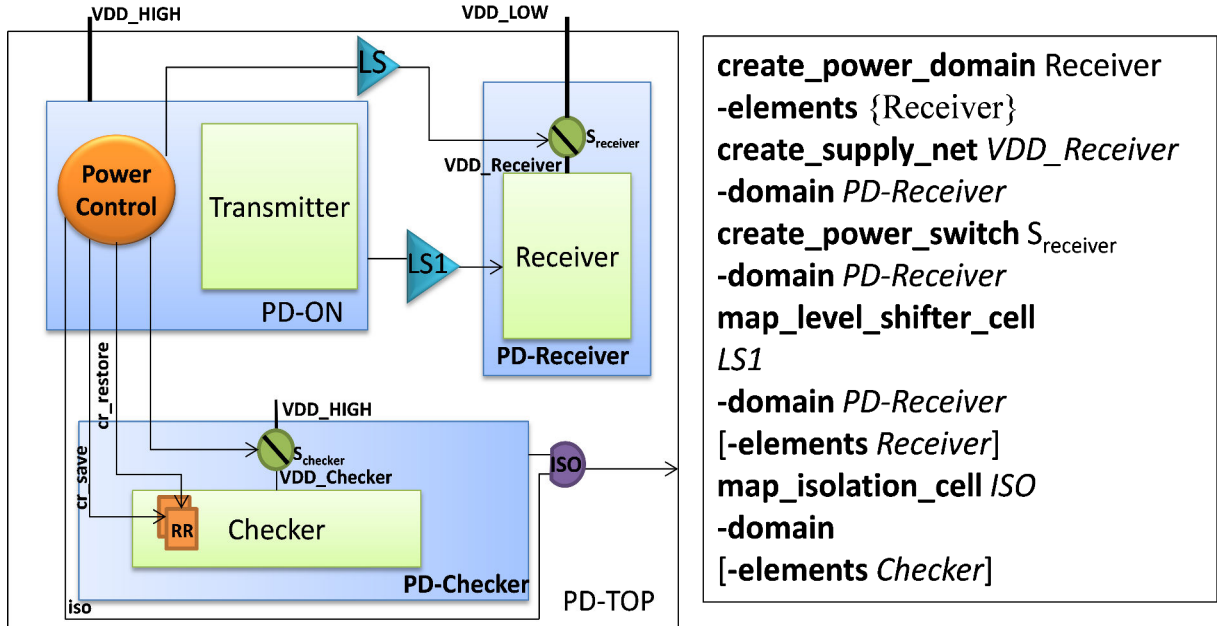 VDD_HIGH
VDD_LOW
LS
Power
Control
Transmitter
PD-ON
S_receiver
VDD_Receiver
LS1
Receiver
PD-Receiver
cr_restore
cr_save
VDD_HIGH
S_checker
VDD_Checker
ISO
RR
Checker
PD-Checker
iso
PD-TOP
create_power_domain Receiver
-elements {Receiver}
create_supply_net VDD_Receiver
-domain PD-Receiver
create_power_switch S_receiver
-domain PD-Receiver
map_level_shifter_cell
LS1
-domain PD-Receiver
[-elements Receiver]
map_isolation_cell ISO
-domain
[-elements Checker]